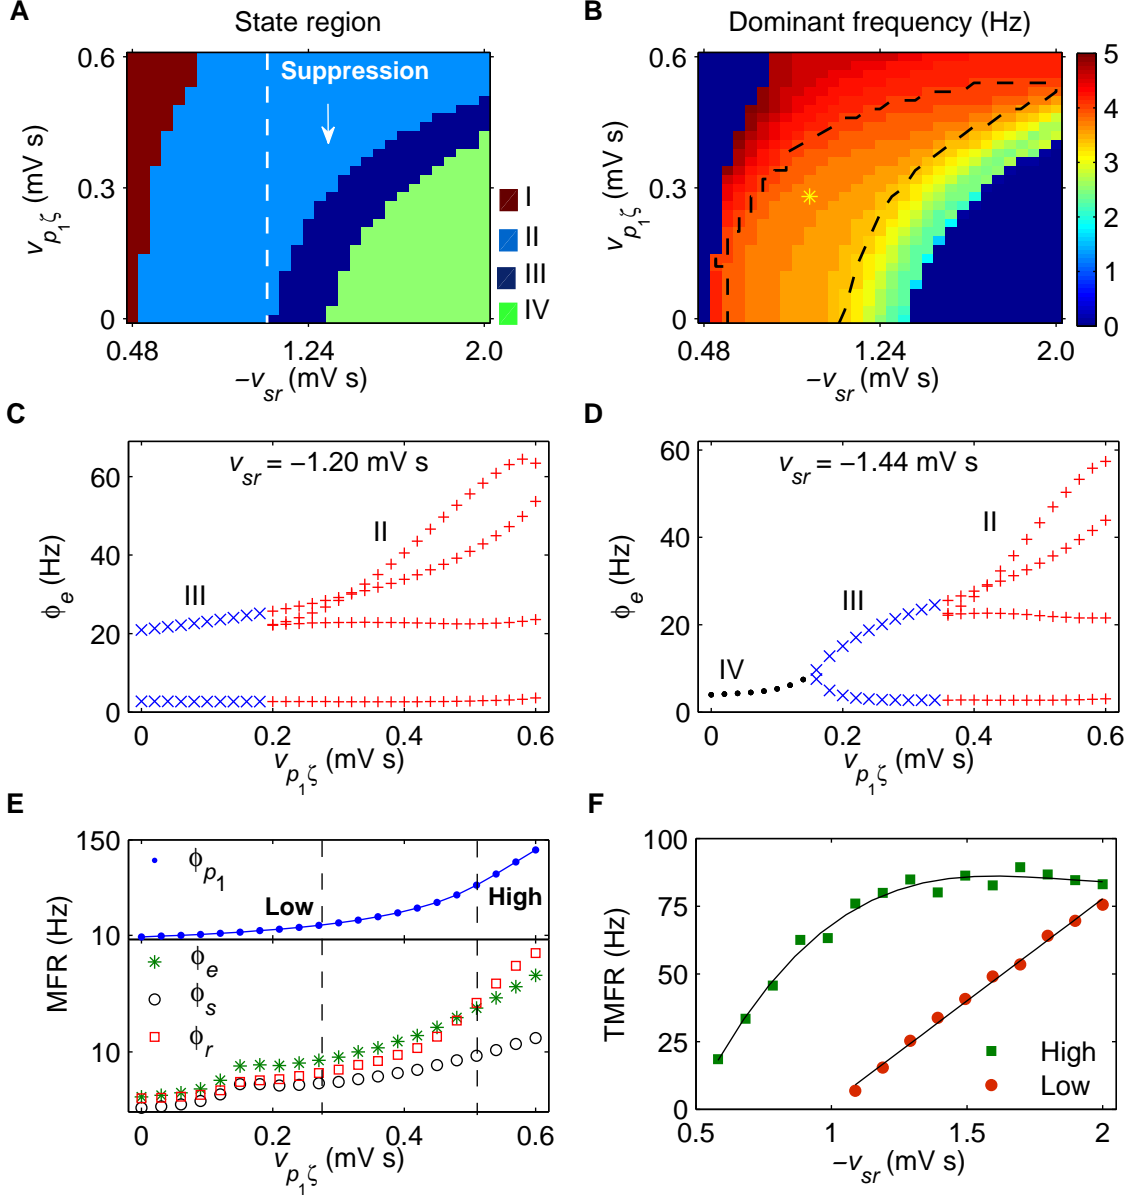 A
State region
0.6
0.3
0
v_{p_1ζ} (mV s)
Suppression
I
II
III
IV
0.48
1.24
2.0
−v_{sr} (mV s)
B
Dominant frequency (Hz)
0.6
0.3
0
v_{p_1ζ} (mV s)
5
4
3
2
1
0
0.48
1.24
2.0
−v_{sr} (mV s)
C
v_{sr} = −1.20 mV s
60
40
20
0
ϕ_e (Hz)
II
III
0
0.2
0.4
0.6
v_{p_1ζ} (mV s)
D
v_{sr} = −1.44 mV s
60
40
20
0
ϕ_e (Hz)
II
III
IV
0
0.2
0.4
0.6
v_{p_1ζ} (mV s)
E
150
10
10
MFR (Hz)
ϕ_{p_1}
Low
High
ϕ_e
ϕ_s
ϕ_r
0
0.2
0.4
0.6
v_{p_1ζ} (mV s)
F
100
75
50
25
0
TMFR (Hz)
High
Low
0.5
1
1.5
2
−v_{sr} (mV s)